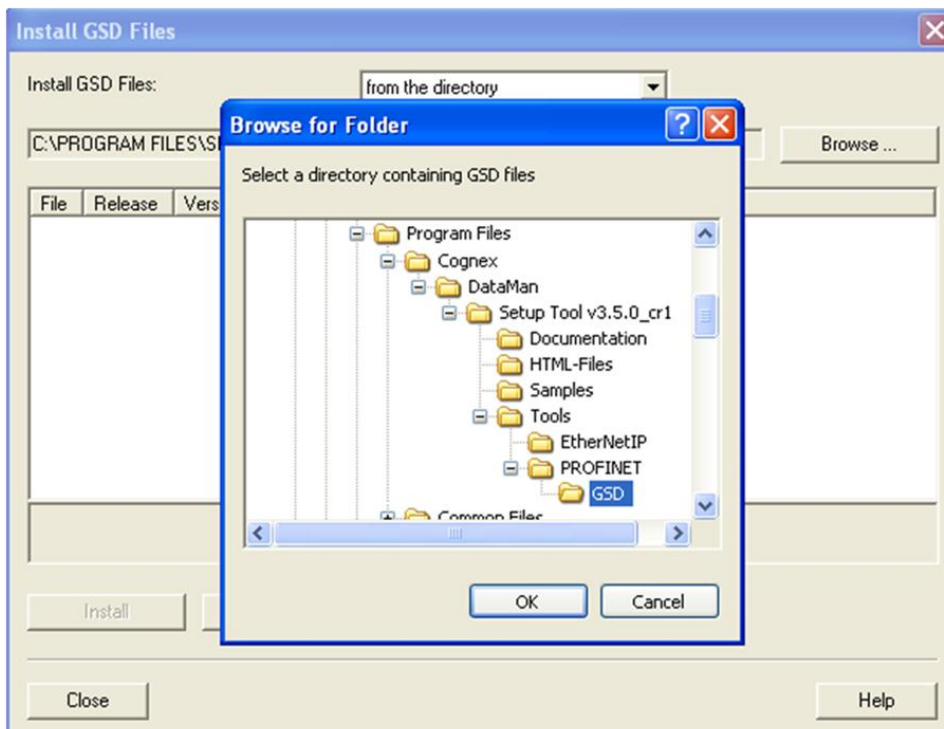 Install GSD Files
Install GSD Files:
from the directory
C:\PROGRAM FILES\S
Browse ...
File Release Vers
Browse for Folder
Select a directory containing GSD files
Program Files
Cognex
DataMan
Setup Tool v3.5.0_cr1
Documentation
HTML-Files
Samples
Tools
EtherNetIP
PROFINET
GSD
Common Files
OK Cancel
Install
Close Help